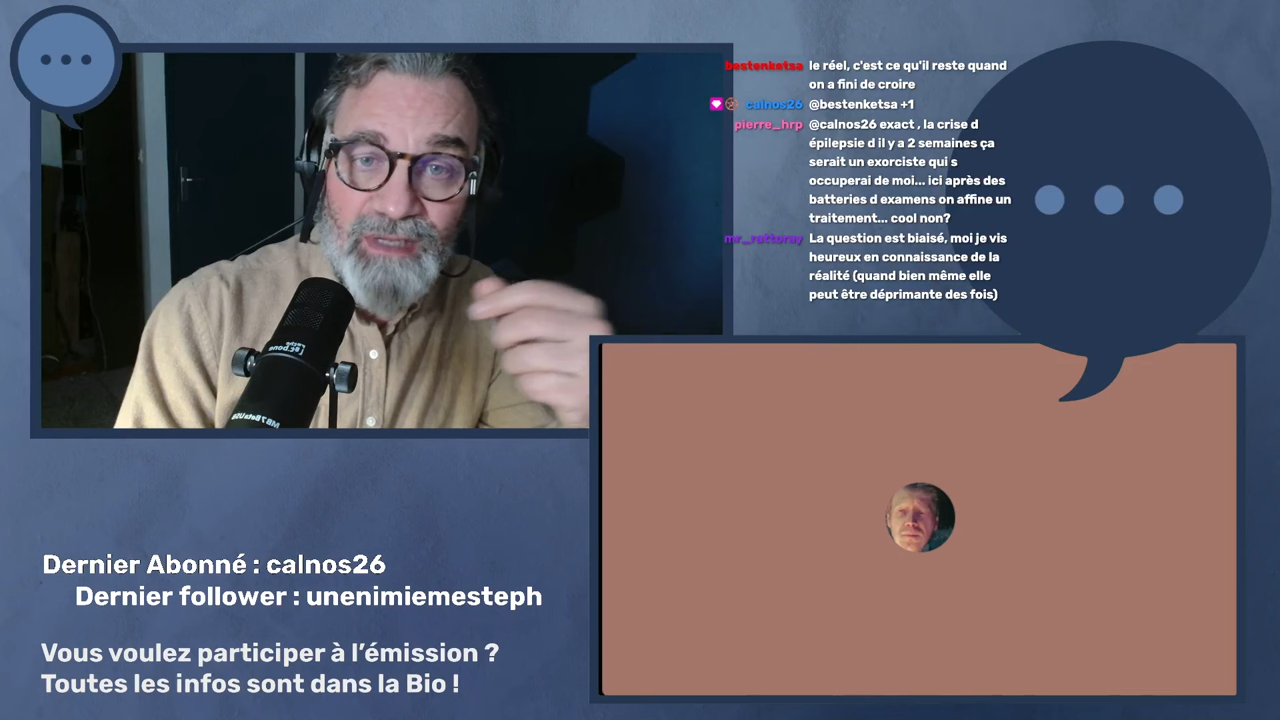 bestenketsa le réel, c'est ce qu'il reste quand
on a fini de croire
calnos26 @bestenketsa +1
pierre_hrp @calnos26 exact , la crise d
épilepsie d il y a 2 semaines ça
serait un exorciste qui s
occuperai de moi... ici après des
batteries d examens on affine un
traitement... cool non?
La question est biaisé, moi je vis
heureux en connaissance de la
réalité (quand bien même elle
peut être déprimante des fois)
Dernier Abonné : calnos26
Dernier follower : unenimiemesteph
Vous voulez participer à l'émission ?
Toutes les infos sont dans la Bio !